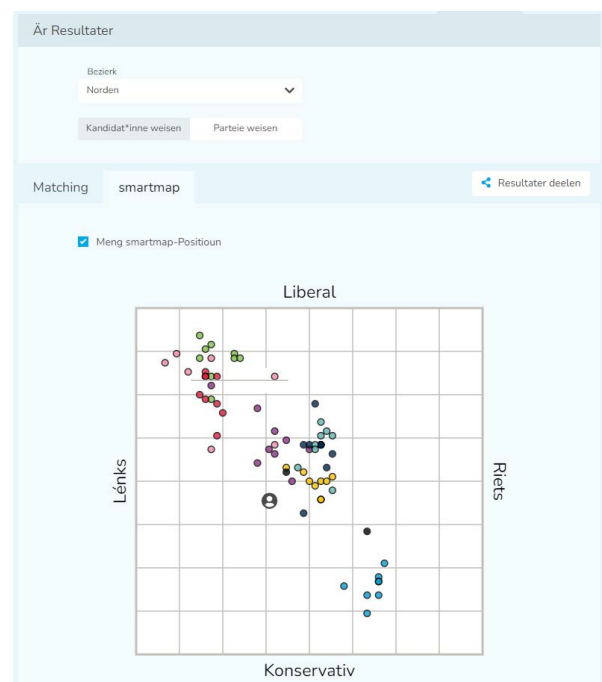 Är Resultater
Bezierk
Norden
Kandidat*inne weisen
Parteie weisen
Matching
smartmap
Resultater deelen
Meng smartmap-Positioun
Liberal
Lénks
Riets
Konservativ